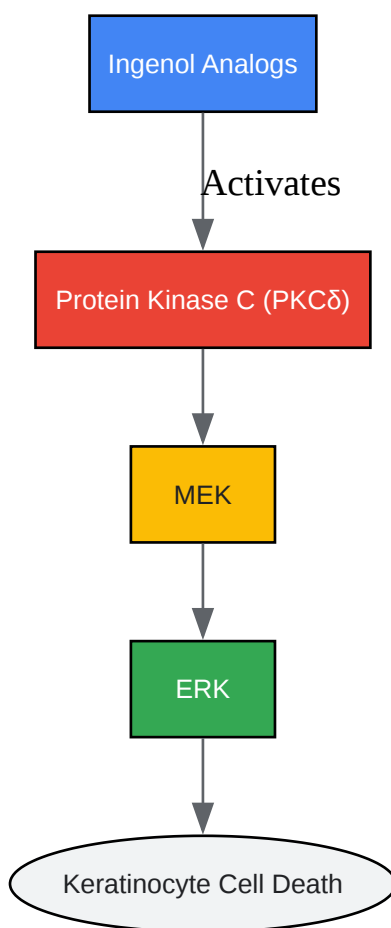 Ingenol Analogs
Activates
Protein Kinase C (PKCδ)
MEK
ERK
Keratinocyte Cell Death